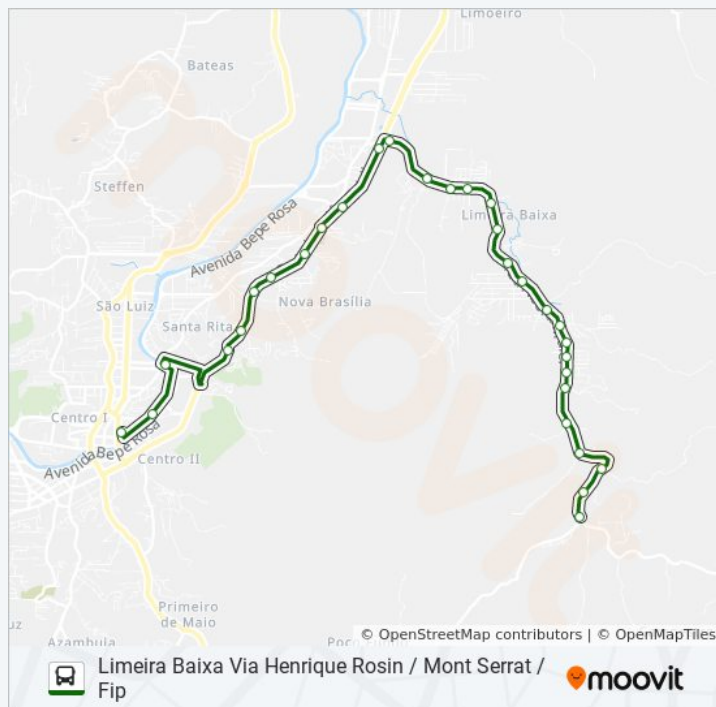 Limoeiro
Bateas
Steffen
Limeira Baixa
Avenida Bepe Rosa
Nova Brasília
São Luiz
Santa Rita
Centro I
Avenida Bepe Rosa
Centro II
Primeiro
de Maio
Azambuja
© OpenStreetMap contributors | © OpenMapTiles
Limeira Baixa Via Henrique Rosin / Mont Serrat /
Fip
moovit